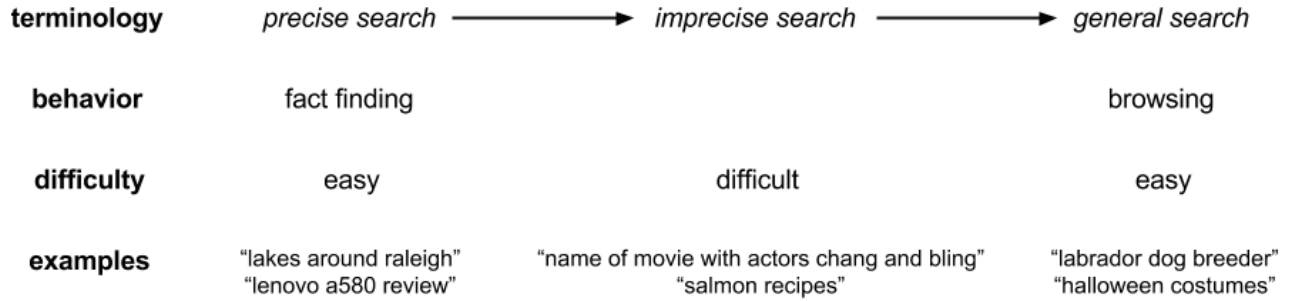 terminology precise search imprecise search general search
behavior fact finding browsing
difficulty easy difficult easy
examples “lakes around raleigh” “name of movie with actors chang and bling” “labrador dog breeder”
“lenovo a580 review” “salmon recipes” “halloween costumes”